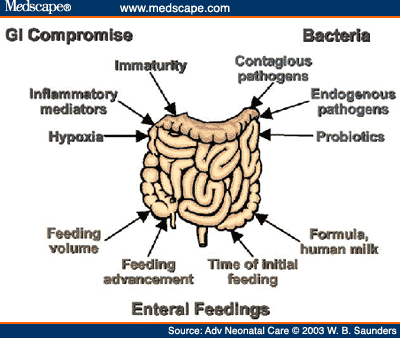 Medscape® www.medscape.com
GI Compromise
Bacteria
Immaturity
Contagious
pathogens
Inflammatory
mediators
Endogenous
pathogens
Hypoxia
Probiotics
Feeding
volume
Formula,
human milk
Feeding
advancement
Time of initial
feeding
Enteral Feedings
Source: Adv Neonatal Care © 2003 W. B. Saunders